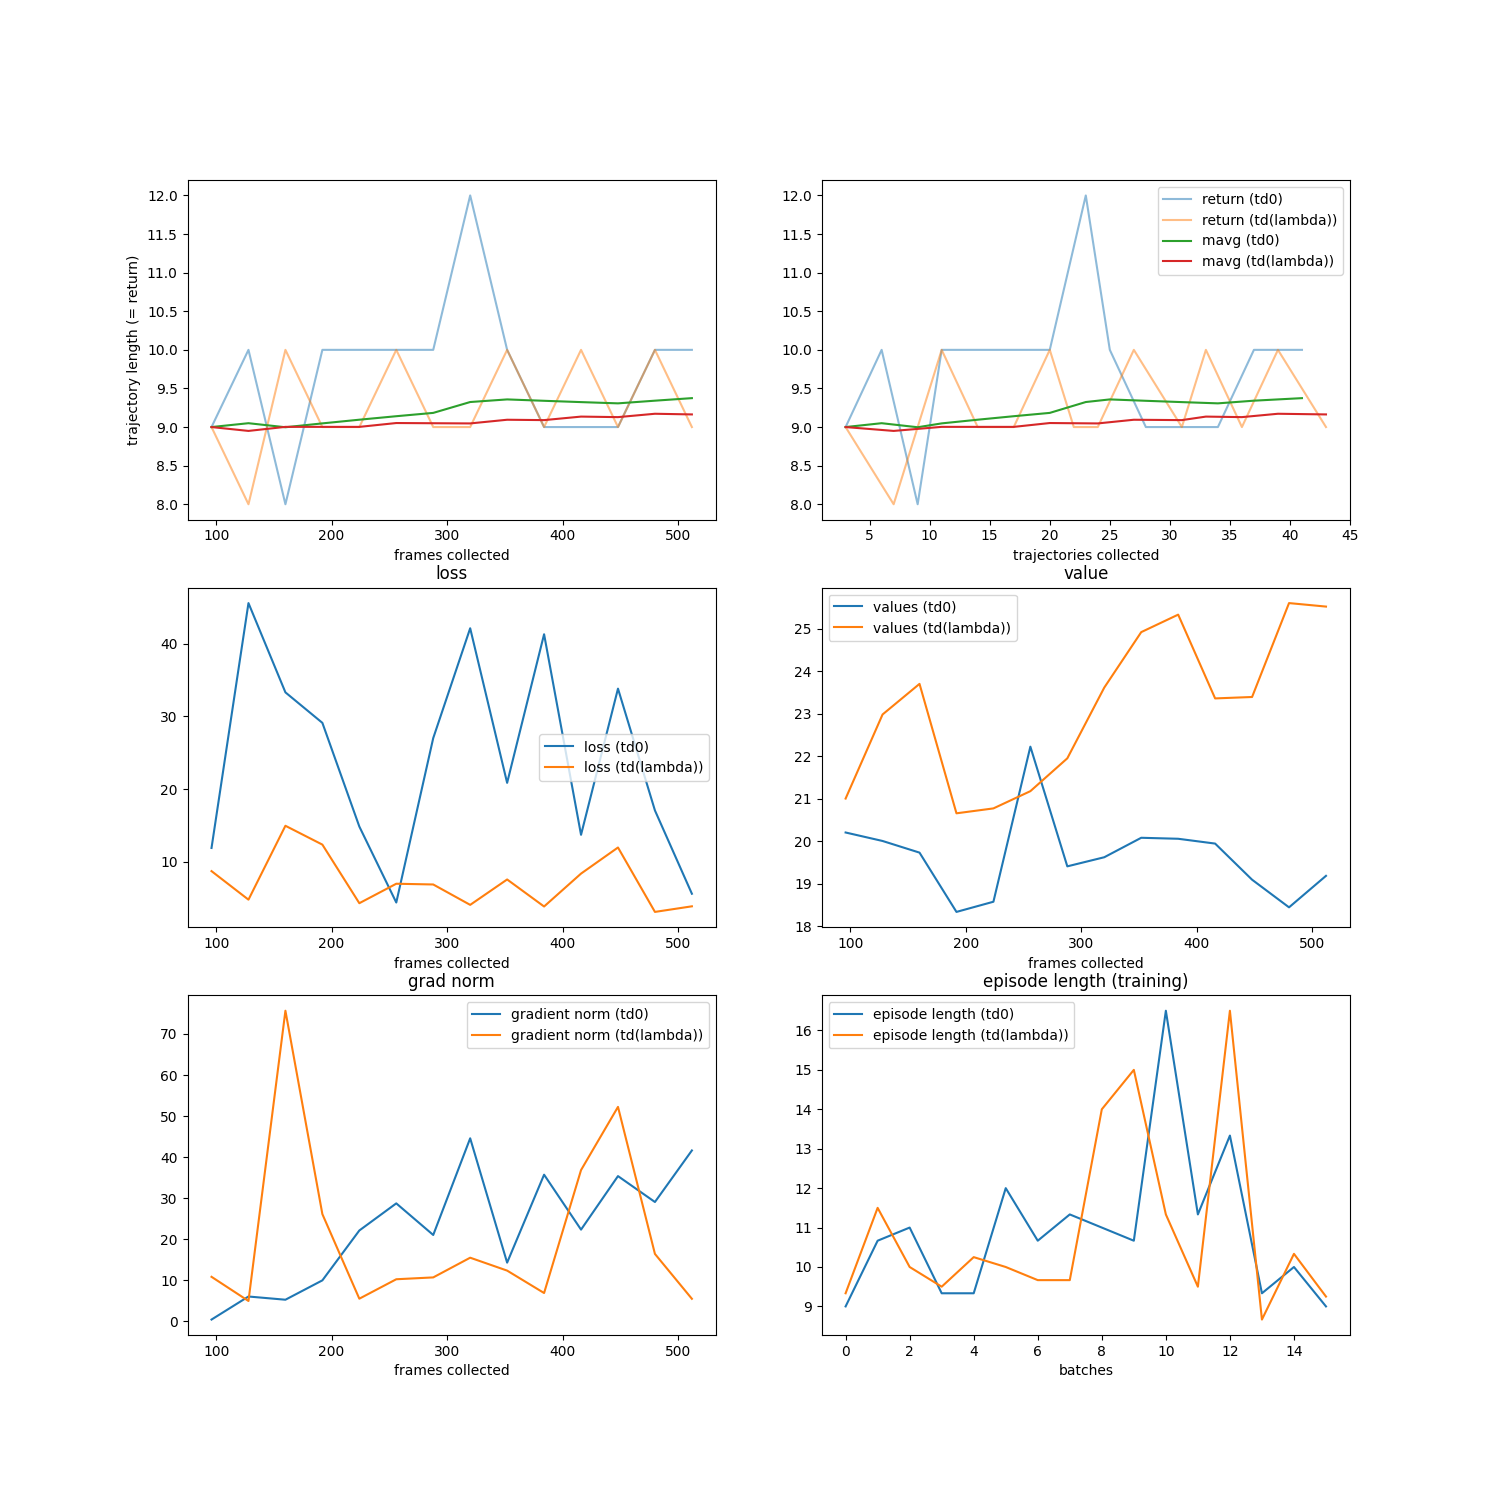 12.0
11.5
11.0
10.5
10.0
9.5
9.0
8.5
8.0
trajectory length (= return)
100 200 300 400 500
frames collected
12.0
11.5
11.0
10.5
10.0
9.5
9.0
8.5
8.0
return (td0)
return (td(lambda))
mavg (td0)
mavg (td(lambda))
5 10 15 20 25 30 35 40 45
trajectories collected
loss
40
30
20
10
loss (td0)
loss (td(lambda))
100 200 300 400 500
frames collected
value
values (td0)
values (td(lambda))
25
24
23
22
21
20
19
18
100 200 300 400 500
frames collected
grad norm
gradient norm (td0)
gradient norm (td(lambda))
70
60
50
40
30
20
10
0
100 200 300 400 500
frames collected
episode length (training)
episode length (td0)
episode length (td(lambda))
16
15
14
13
12
11
10
9
0 2 4 6 8 10 12 14
batches